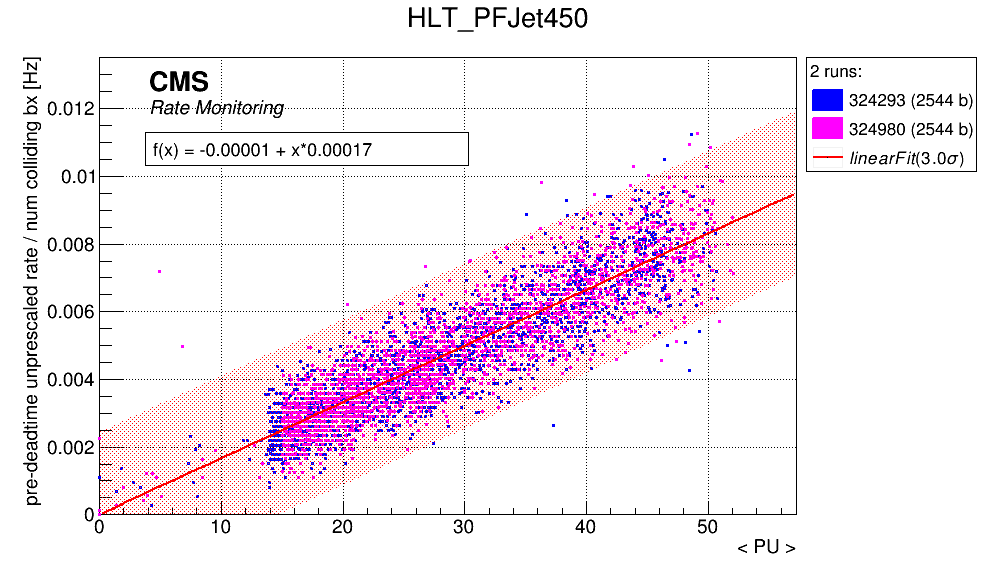 HLT_PFJet450
pre-deadtime unprescaled rate / num colliding bx [Hz]
CMS
Rate Monitoring
f(x) = -0.00001 + x*0.00017
2 runs:
324293 (2544 b)
324980 (2544 b)
linearFit(3.0σ)
0.012
0.01
0.008
0.006
0.004
0.002
0
0 10 20 30 40 50
< PU >